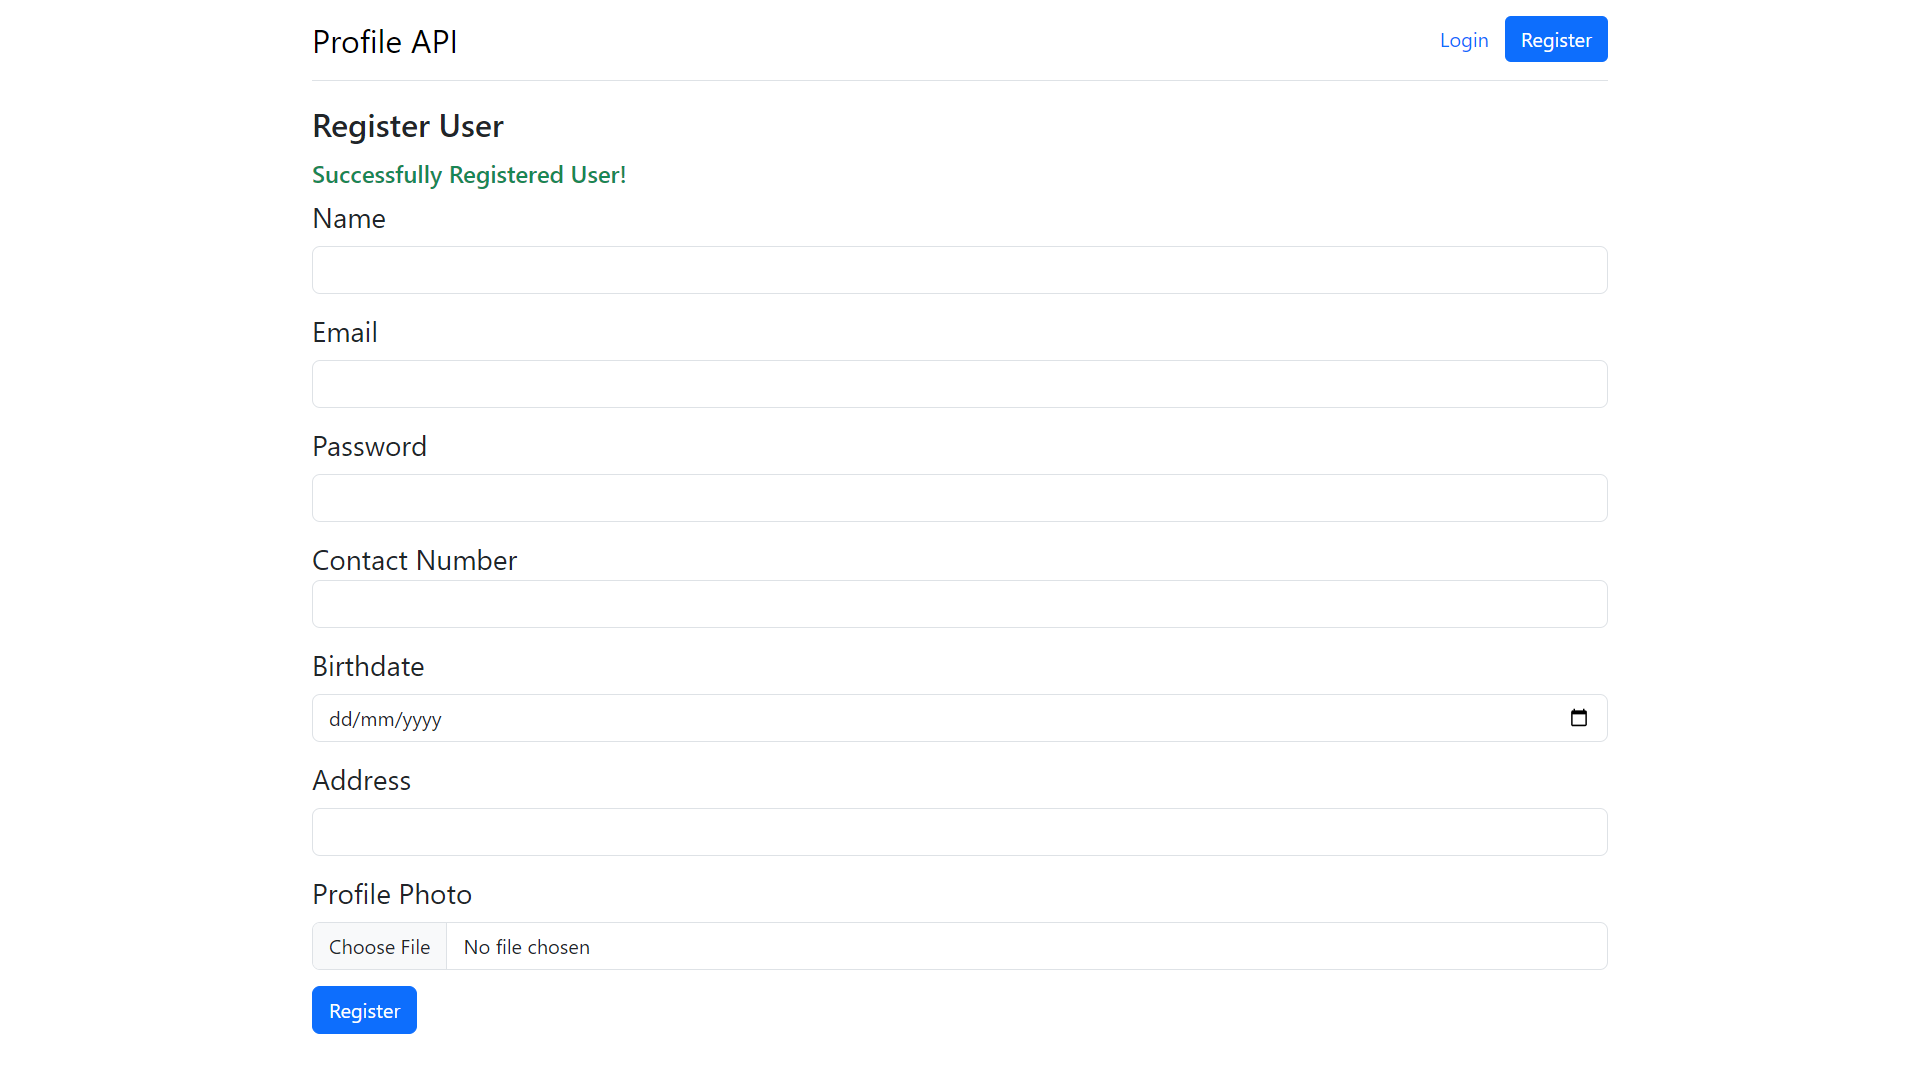 Profile API
Login
Register
Register User
Successfully Registered User!
Name
Email
Password
Contact Number
Birthdate
dd/mm/yyyy
Address
Profile Photo
Choose File No file chosen
Register